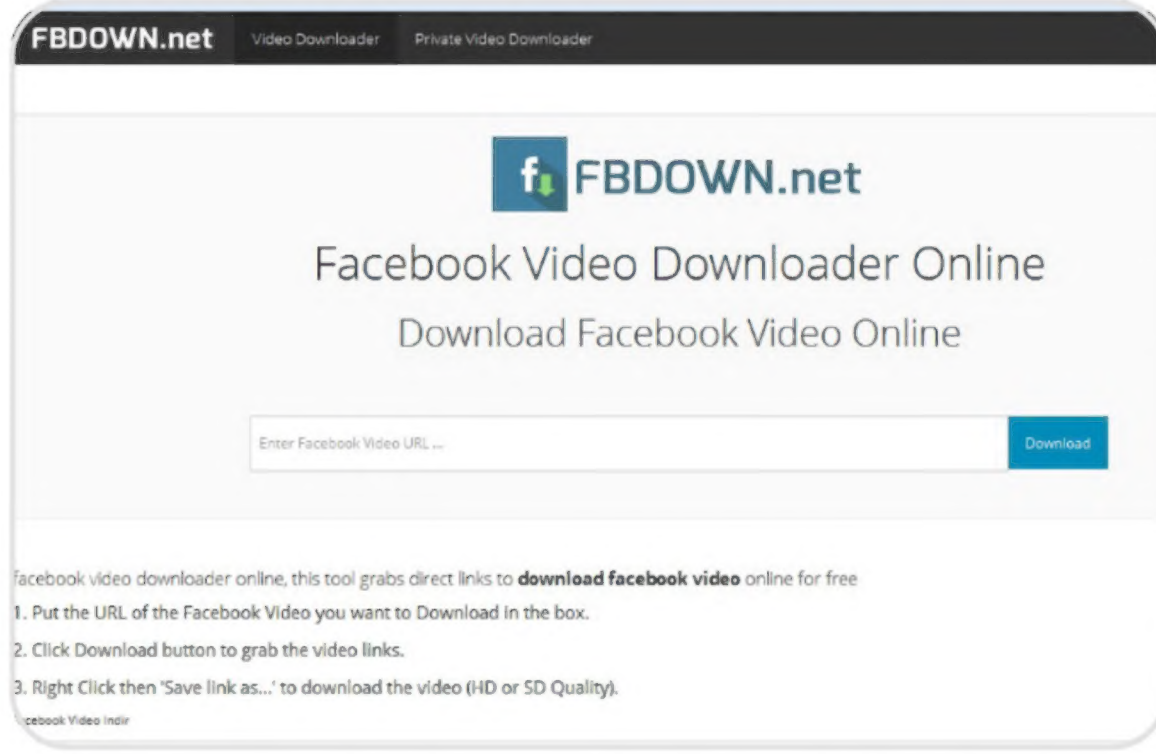 FBDOWN.net Video Downloader Private Video Downloader
FBDOWN.net
Facebook Video Downloader Online
Download Facebook Video Online
Enter Facebook Video URL ... Download
facebook video downloader online, this tool grabs direct links to download facebook video online for free
1. Put the URL of the Facebook Video you want to Download in the box.
2. Click Download button to grab the video links.
3. Right Click then 'Save link as...' to download the video (HD or SD Quality).
cebook Video Indir